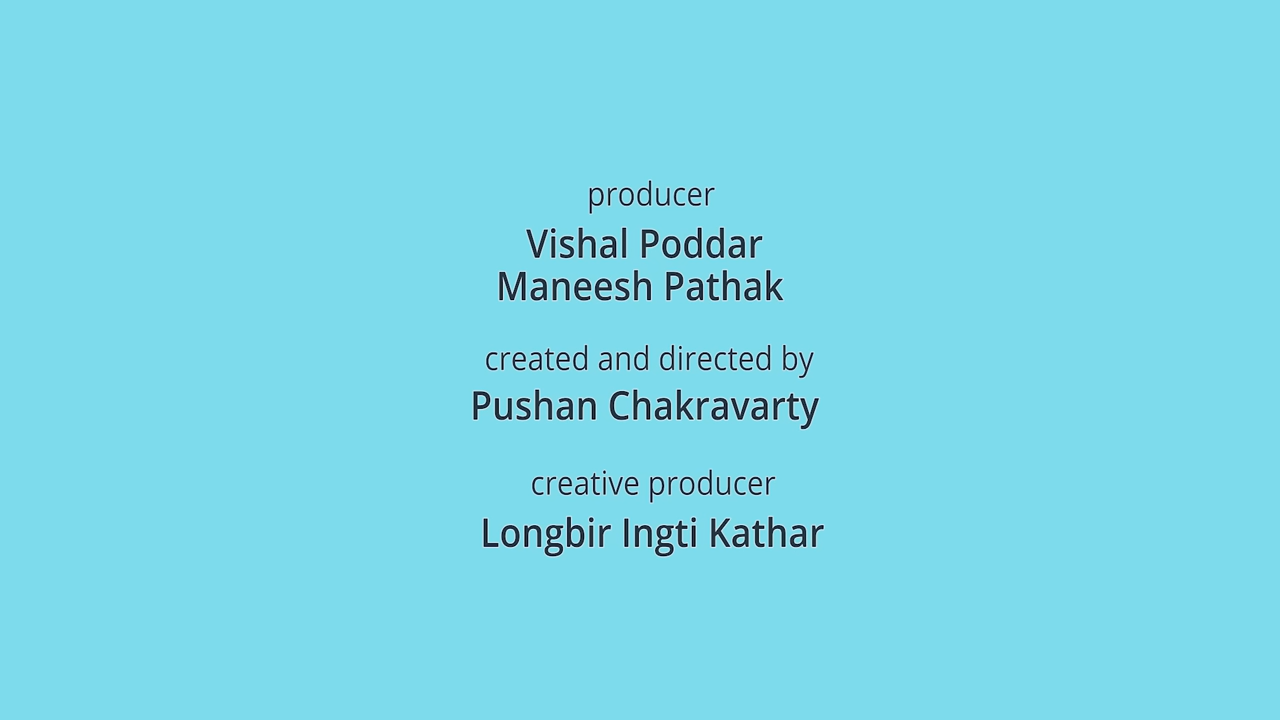 producer
Vishal Poddar
Maneesh Pathak
created and directed by
Pushan Chakravarty
creative producer
Longbir Ingti Kathar